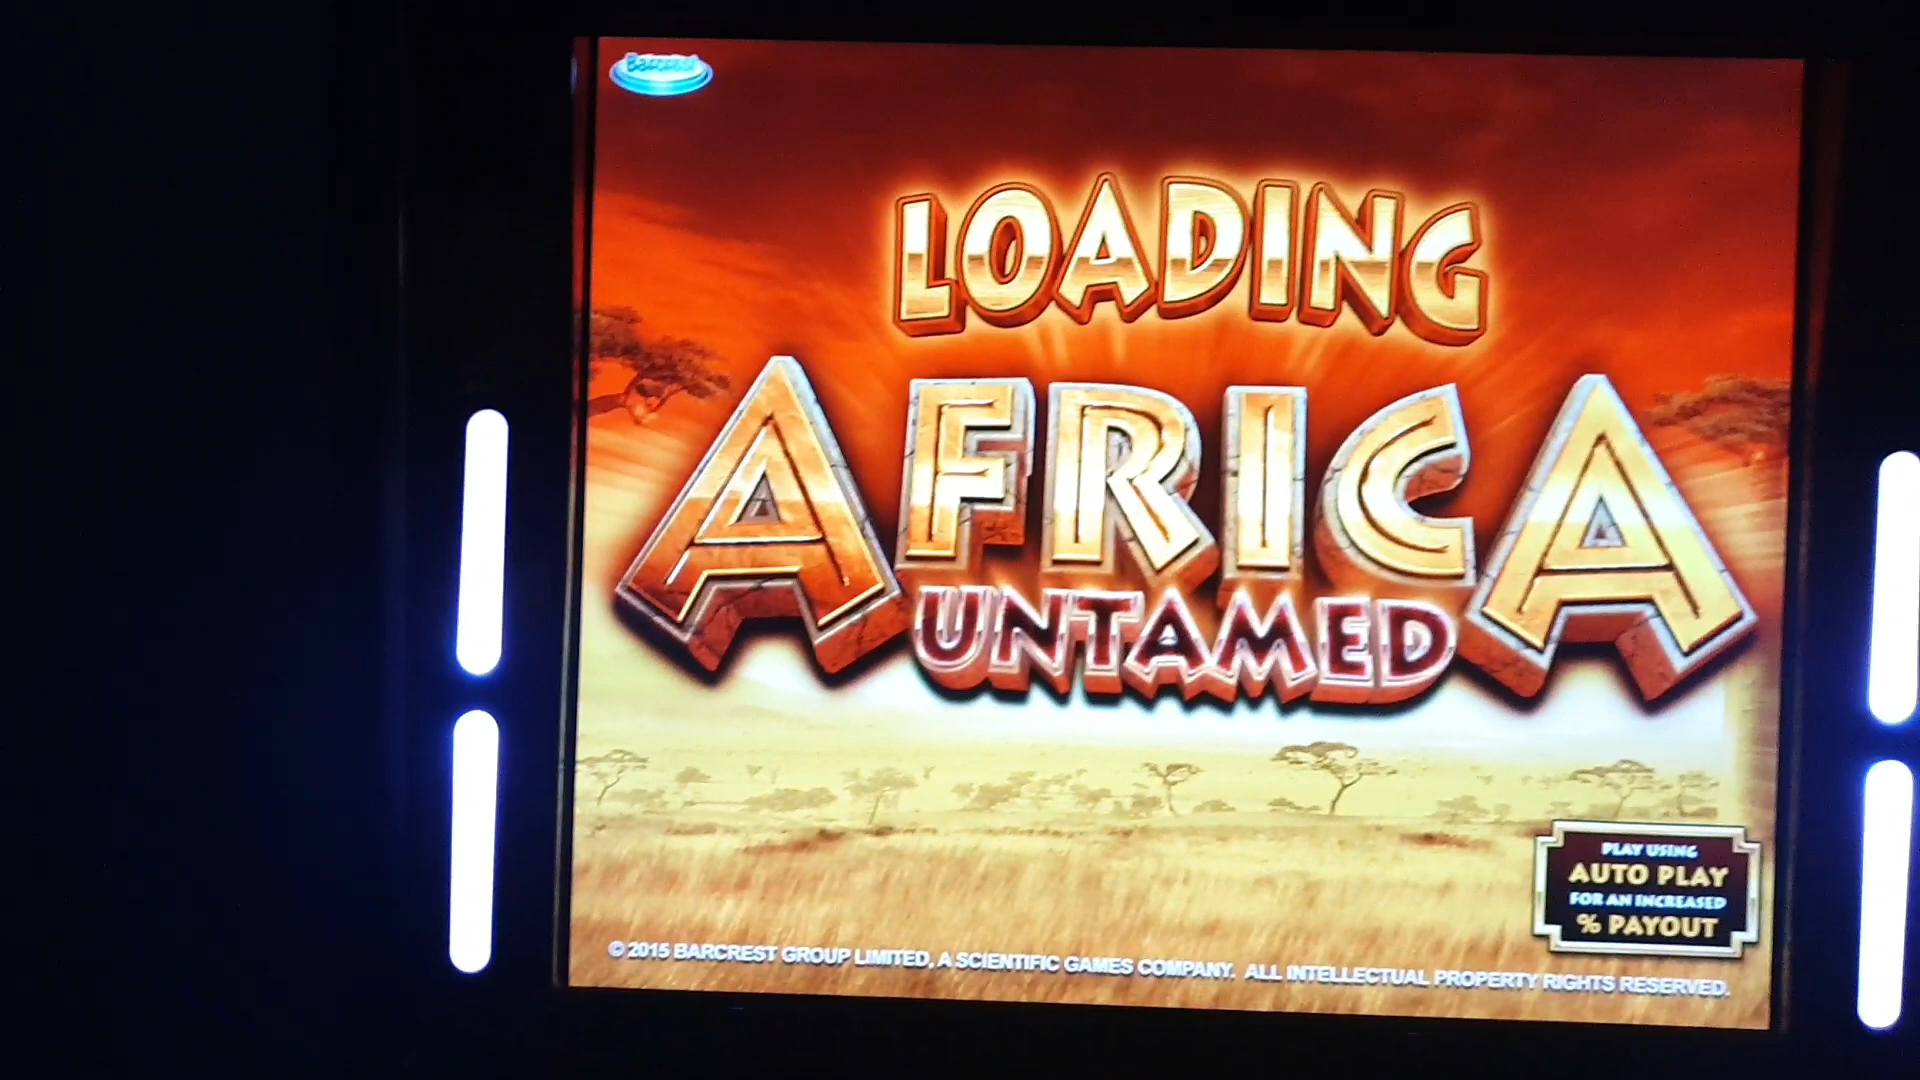 Barcrest
LOADING
AFRICA
UNTAMED
PLAY USING
AUTO PLAY
FOR AN INCREASED
% PAYOUT
© 2015 BARCREST GROUP LIMITED, A SCIENTIFIC GAMES COMPANY. ALL INTELLECTUAL PROPERTY RIGHTS RESERVED.